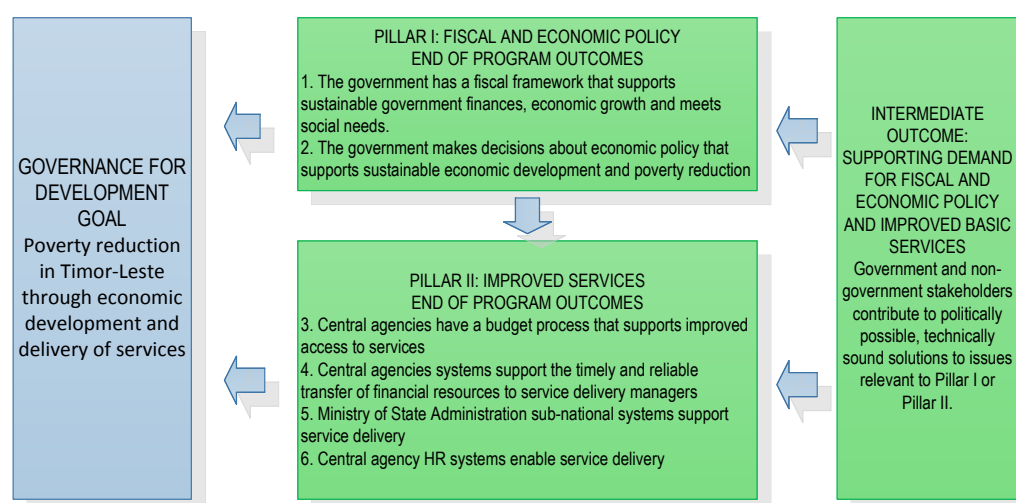 GOVERNANCE FOR
DEVELOPMENT
GOAL
Poverty reduction
in Timor-Leste
through economic
development and
delivery of services
PILLAR I: FISCAL AND ECONOMIC POLICY
END OF PROGRAM OUTCOMES
1. The government has a fiscal framework that supports
sustainable government finances, economic growth and meets
social needs.
2. The government makes decisions about economic policy that
supports sustainable economic development and poverty reduction
PILLAR II: IMPROVED SERVICES
END OF PROGRAM OUTCOMES
3. Central agencies have a budget process that supports improved
access to services
4. Central agencies systems support the timely and reliable
transfer of financial resources to service delivery managers
5. Ministry of State Administration sub-national systems support
service delivery
6. Central agency HR systems enable service delivery
INTERMEDIATE
OUTCOME:
SUPPORTING DEMAND
FOR FISCAL AND
ECONOMIC POLICY
AND IMPROVED BASIC
SERVICES
Government and non-
government stakeholders
contribute to politically
possible, technically
sound solutions to issues
relevant to Pillar I or
Pillar II.